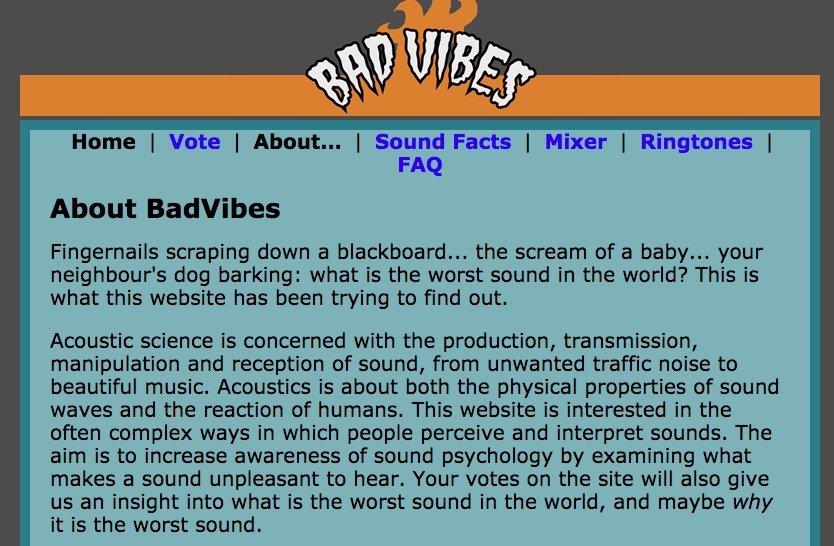 BAD VIBES
Home | Vote | About... | Sound Facts | Mixer | Ringtones |
FAQ
About BadVibes
Fingernails scraping down a blackboard... the scream of a baby... your
neighbour's dog barking: what is the worst sound in the world? This is
what this website has been trying to find out.
Acoustic science is concerned with the production, transmission,
manipulation and reception of sound, from unwanted traffic noise to
beautiful music. Acoustics is about both the physical properties of sound
waves and the reaction of humans. This website is interested in the
often complex ways in which people perceive and interpret sounds. The
aim is to increase awareness of sound psychology by examining what
makes a sound unpleasant to hear. Your votes on the site will also give
us an insight into what is the worst sound in the world, and maybe why
it is the worst sound.